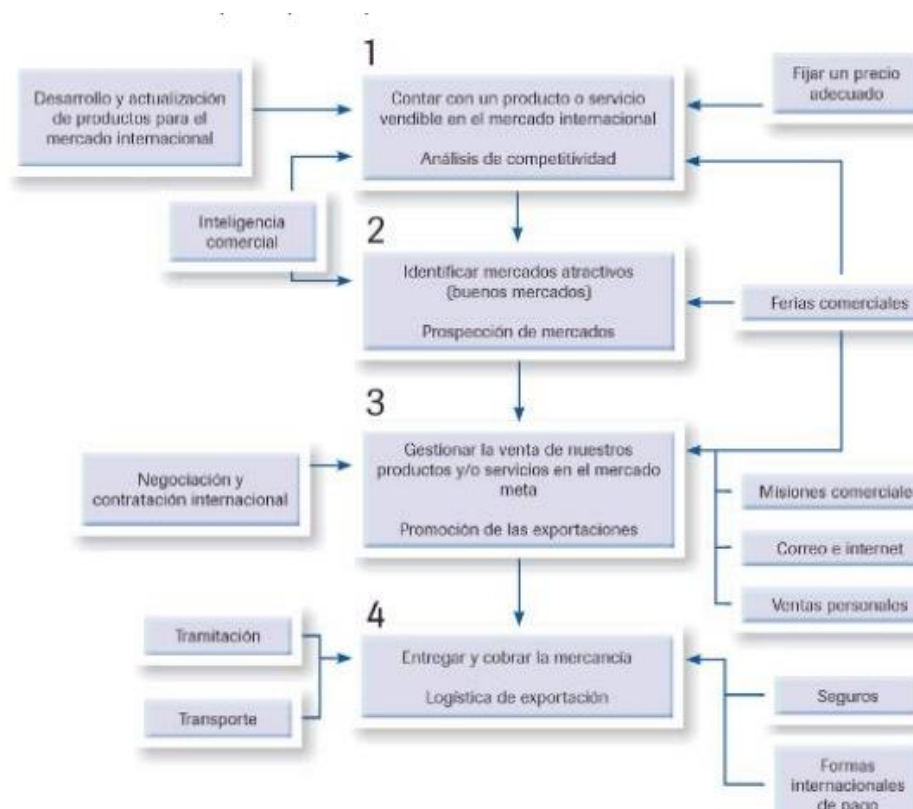 1
Desarrollo y actualización
de productos para el
mercado internacional
Contar con un producto o servicio
vendible en el mercado internacional
Análisis de competitividad
Fijar un precio
adecuado
Inteligencia
comercial
2
Identificar mercados atractivos
(buenos mercados)
Prospección de mercados
Ferias comerciales
3
Gestionar la venta de nuestros
productos y/o servicios en el mercado
meta
Promoción de las exportaciones
Negociación y
contratación internacional
Misiones comerciale
Correo e internet
Ventas personales
4
Tramitación
Transporte
Entregar y cobrar la mercancía
Logística de exportación
Seguros
Formas
internacionales
de pago